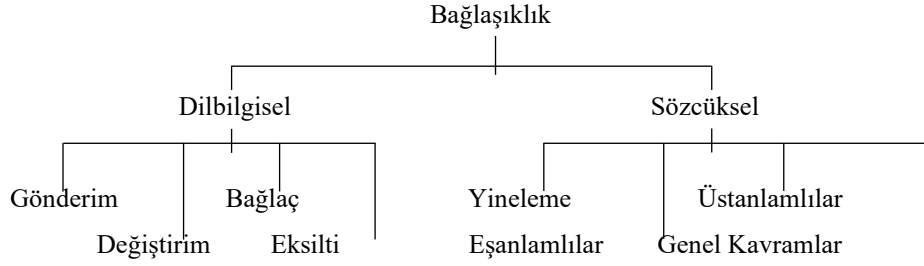 Bağlaşıklık
Dilbilgisel Sözcüksel
Gönderim Bağlaç Yineleme Üstanlamlılar
Değiştirim Eksilti Eşanlamlılar Genel Kavramlar